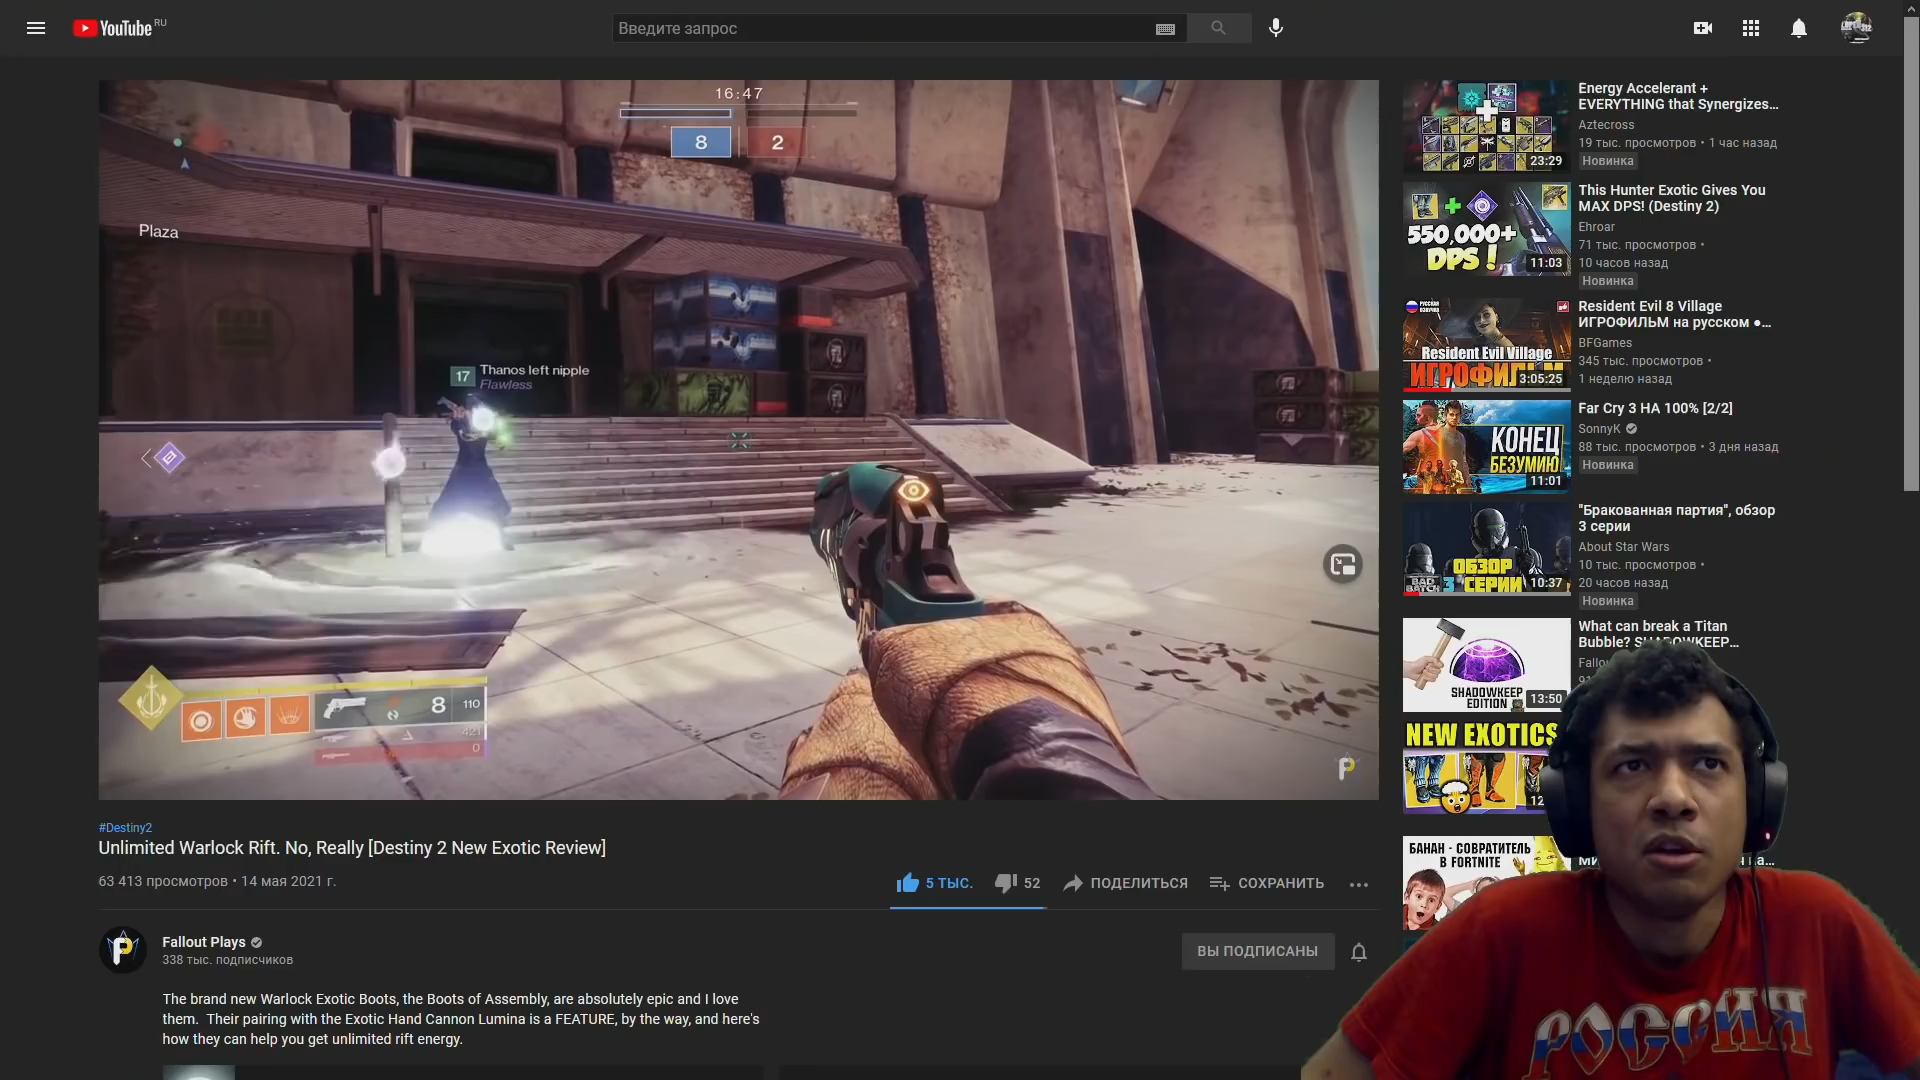 YouTube RU
Введите запрос
16:47
8 2
Plaza
17 Thanos left nipple
Flawless
8 110
421
0
#Destiny2
Unlimited Warlock Rift. No, Really [Destiny 2 New Exotic Review]
63 413 просмотров • 14 мая 2021 г.
5 ТЫС. 52 ПОДЕЛИТЬСЯ СОХРАНИТЬ
Fallout Plays
338 тыс. подписчиков
ВЫ ПОДПИСАНЫ
The brand new Warlock Exotic Boots, the Boots of Assembly, are absolutely epic and I love
them. Their pairing with the Exotic Hand Cannon Lumina is a FEATURE, by the way, and here's
how they can help you get unlimited rift energy.
23:29
Energy Accelerant +
EVERYTHING that Synergizes...
Aztecross
19 тыс. просмотров • 1 час назад
Новинка
550,000+
DPS!
11:03
This Hunter Exotic Gives You
MAX DPS! (Destiny 2)
Ehroar
71 тыс. просмотров •
10 часов назад
Новинка
РУССКАЯ
ОЗВУЧКА
Resident Evil Village
ИГРОФИЛЬМ
3:05:25
Resident Evil 8 Village
ИГРОФИЛЬМ на русском ●...
BFGames
345 тыс. просмотров •
1 неделю назад
КОНЕЦ
БЕЗУМИЮ
11:01
Far Cry 3 НА 100% [2/2]
SonnyK
88 тыс. просмотров • 3 дня назад
Новинка
ОБЗОР
3 СЕРИИ
BAD
BATCH
10:37
"Бракованная партия", обзор
3 серии
About Star Wars
10 тыс. просмотров •
20 часов назад
Новинка
SHADOWKEEP
EDITION
13:50
What can break a Titan
Bubble? SHADOWKEEP...
NEW EXOTICS
12
БАНАН - СОВРАТИТЕЛЬ
В FORTNITE
РОССИЯ